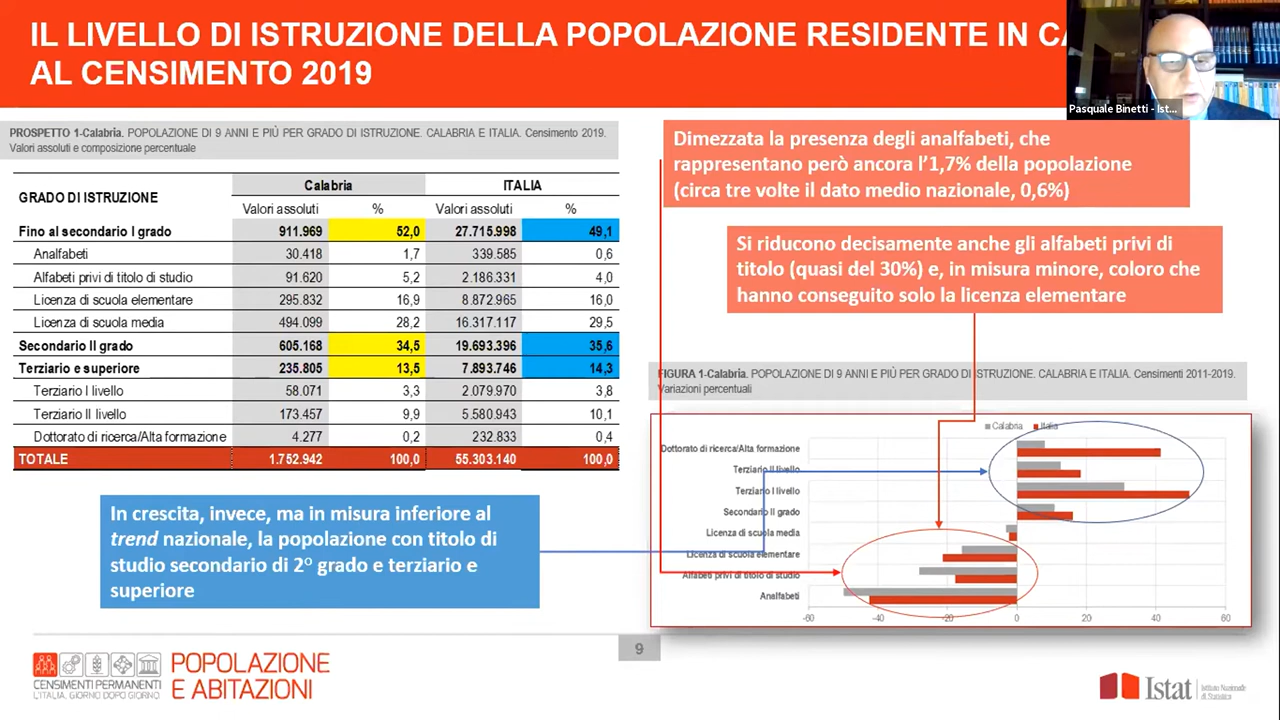 IL LIVELLO DI ISTRUZIONE DELLA POPOLAZIONE RESIDENTE IN
AL CENSIMENTO 2019
Pasquale Binetti - Ist...
PROSPETTO 1-Calabria. POPOLAZIONE DI 9 ANNI E PIÙ PER GRADO DI ISTRUZIONE. CALABRIA E ITALIA. Censimento 2019.
Valori assoluti e composizione percentuale
GRADO DI ISTRUZIONE Calabria ITALIA
Valori assoluti % Valori assoluti %
Fino al secondario I grado 911.969 52,0 27.715.998 49,1
Analfabeti 30.418 1,7 339.585 0,6
Alfabeti privi di titolo di studio 91.620 5,2 2.186.331 4,0
Licenza di scuola elementare 295.832 16,9 8.872.965 16,0
Licenza di scuola media 494.099 28,2 16.317.117 29,5
Secondario II grado 605.168 34,5 19.693.396 35,6
Terziario e superiore 235.805 13,5 7.893.746 14,3
Terziario I livello 58.071 3,3 2.079.970 3,8
Terziario II livello 173.457 9,9 5.580.943 10,1
Dottorato di ricerca/Alta formazione 4.277 0,2 232.833 0,4
TOTALE 1.752.942 100,0 55.303.140 100,0
Dimezzata la presenza degli analfabeti, che
rappresentano però ancora l'1,7% della popolazione
(circa tre volte il dato medio nazionale, 0,6%)
Si riducono decisamente anche gli alfabeti privi di
titolo (quasi del 30%) e, in misura minore, coloro che
hanno conseguito solo la licenza elementare
In crescita, invece, ma in misura inferiore al
trend nazionale, la popolazione con titolo di
studio secondario di 2° grado e terziario e
superiore
FIGURA 1-Calabria. POPOLAZIONE DI 9 ANNI E PIÙ PER GRADO DI ISTRUZIONE. CALABRIA E ITALIA. Censimenti 2011-2019.
Variazioni percentuali
Calabria Italia
Dottorato di ricerca/Alta formazione
Terziario II livello
Terziario I livello
Secondario II grado
Licenza di scuola media
Licenza di scuola elementare
Alfabeti privi di titolo di studio
Analfabeti
-60 -40 -20 0 20 40 60
9
CENSIMENTI PERMANENTI
L'ITALIA. GIORNO DOPO GIORNO.
POPOLAZIONE
E ABITAZIONI
Istat
Istituto Nazionale
di Statistica